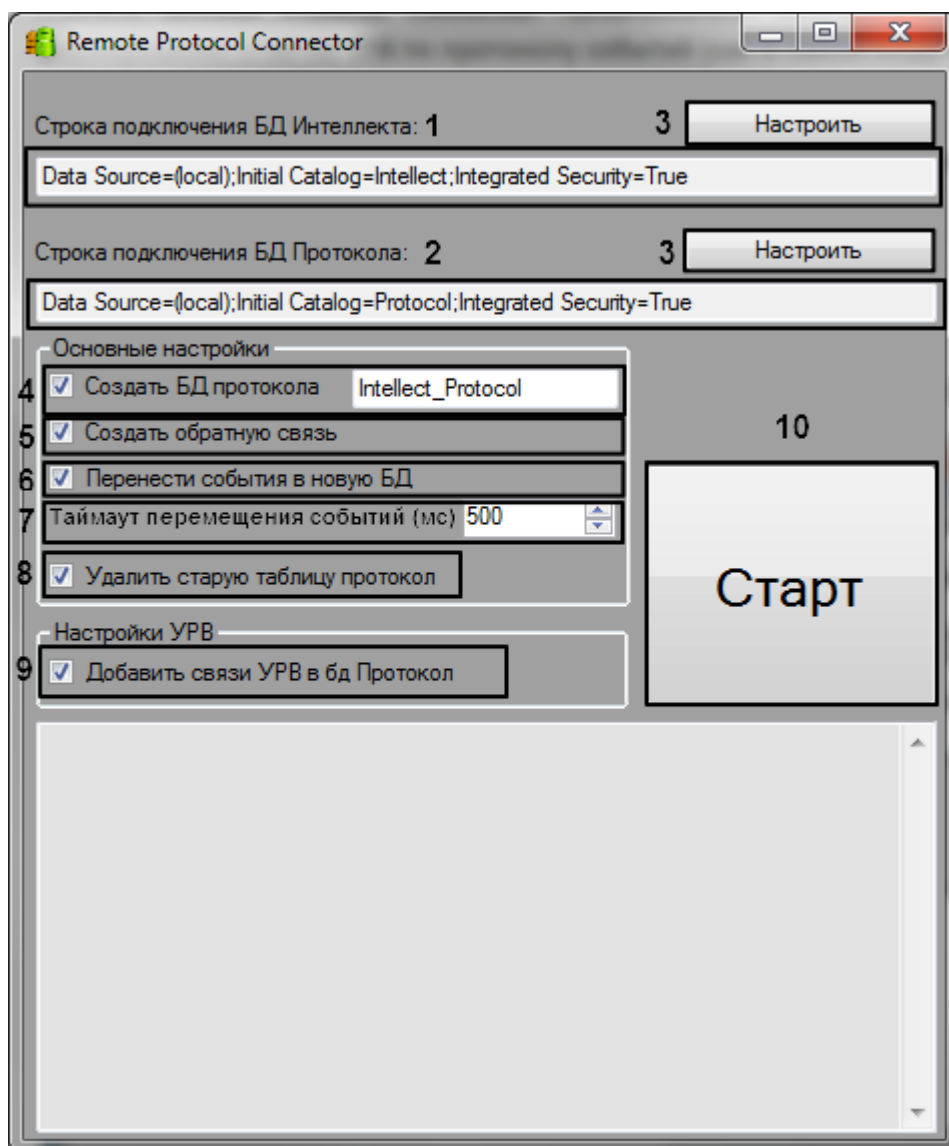 Remote Protocol Connector
Строка подключения БД Интеллекта: 1 3 Настроить
Data Source=(local);Initial Catalog=Intellect;Integrated Security=True
Строка подключения БД Протокола: 2 3 Настроить
Data Source=(local);Initial Catalog=Protocol;Integrated Security=True
Основные настройки
4 Создать БД протокола Intellect_Protocol
5 Создать обратную связь
10
6 Перенести события в новую БД
7 Таймаут перемещения событий (мс) 500
8 Удалить старую таблицу протокол
Старт
Настройки УРВ
9 Добавить связи УРВ в бд Протокол